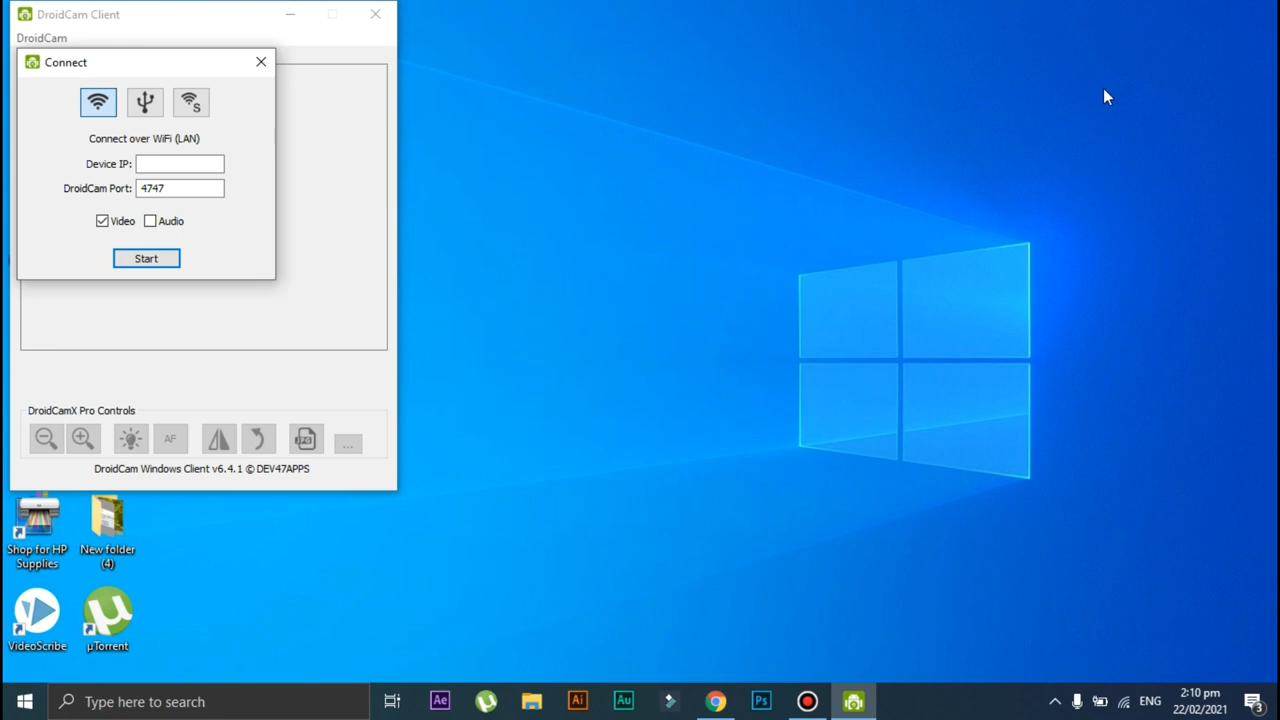 DroidCam Client
DroidCam
Connect
S
Connect over WiFi (LAN)
Device IP:
DroidCam Port: 4747
Video Audio
Start
DroidCamX Pro Controls
AF JPG ...
DroidCam Windows Client v6.4.1 © DEV47APPS
Shop for HP
Supplies
New folder
(4)
VideoScribe
µTorrent
Type here to search
Ae
Ai
Au
Ps
ENG
2:10 pm
22/02/2021
3